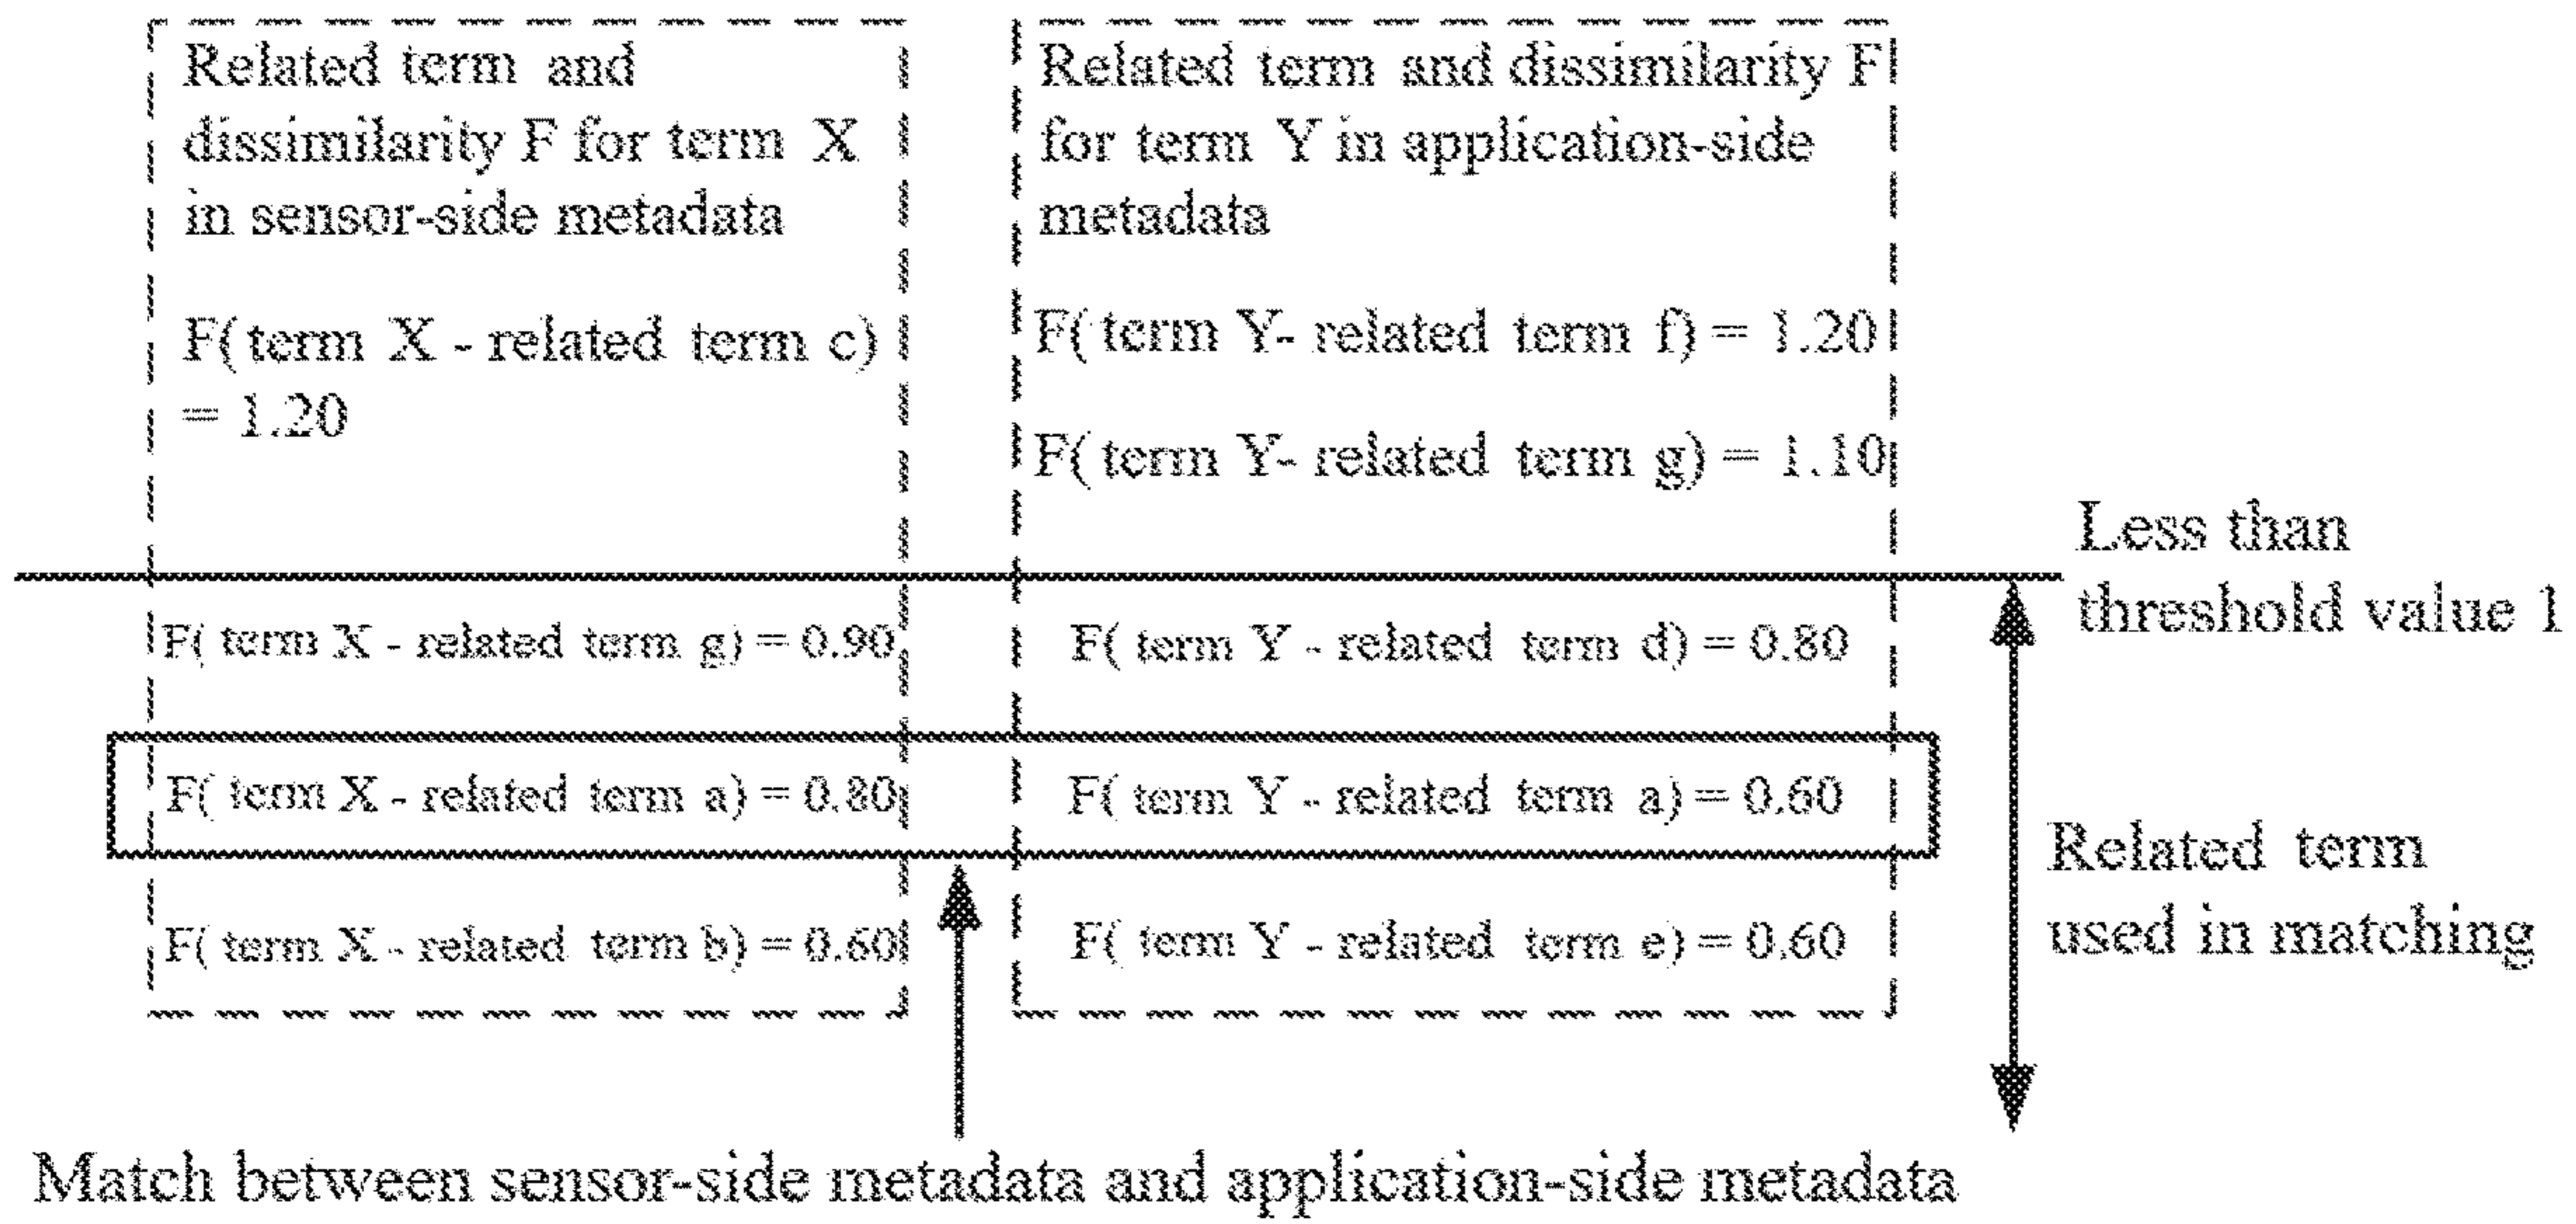 Related term and
dissimilarity F for term X
in sensor-side metadata
F( term X - related term c)
= 1.20
Related term and dissimilarity F
for term Y in application-side
metadata
F( term Y- related term f) = 1.20
F( term Y- related term g) = 1.10
Less than
threshold value 1
F( term X - related term g) = 0.90
F( term Y - related term d) = 0.80
F( term X - related term a) = 0.80
F( term Y - related term a) = 0.60
Related term
used in matching
F( term X - related term b) = 0.60
F( term Y - related term e) = 0.60
Match between sensor-side metadata and application-side metadata